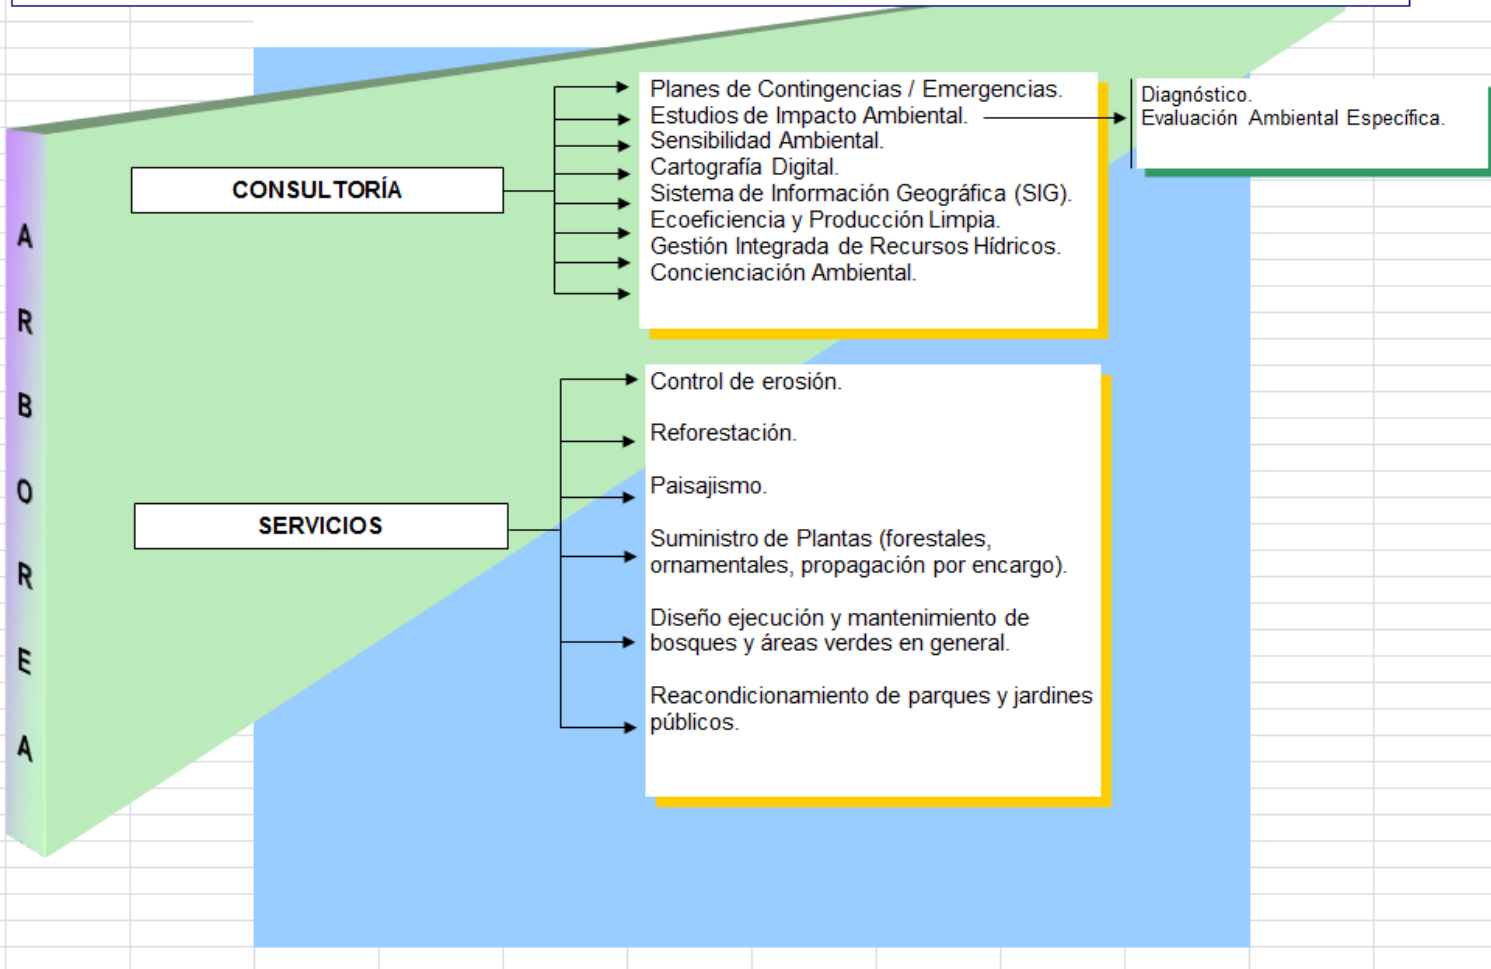 A
R
B
O
R
E
A
CONSULTORÍA
Planes de Contingencias / Emergencias.
Estudios de Impacto Ambiental.
Sensibilidad Ambiental.
Cartografía Digital.
Sistema de Información Geográfica (SIG).
Ecoeficiencia y Producción Limpia.
Gestión Integrada de Recursos Hídricos.
Concienciación Ambiental.
Diagnóstico.
Evaluación Ambiental Específica.
SERVICIOS
Control de erosión.
Reforestación.
Paisajismo.
Suministro de Plantas (forestales,
ornamentales, propagación por encargo).
Diseño ejecución y mantenimiento de
bosques y áreas verdes en general.
Reacondicionamiento de parques y jardines
públicos.